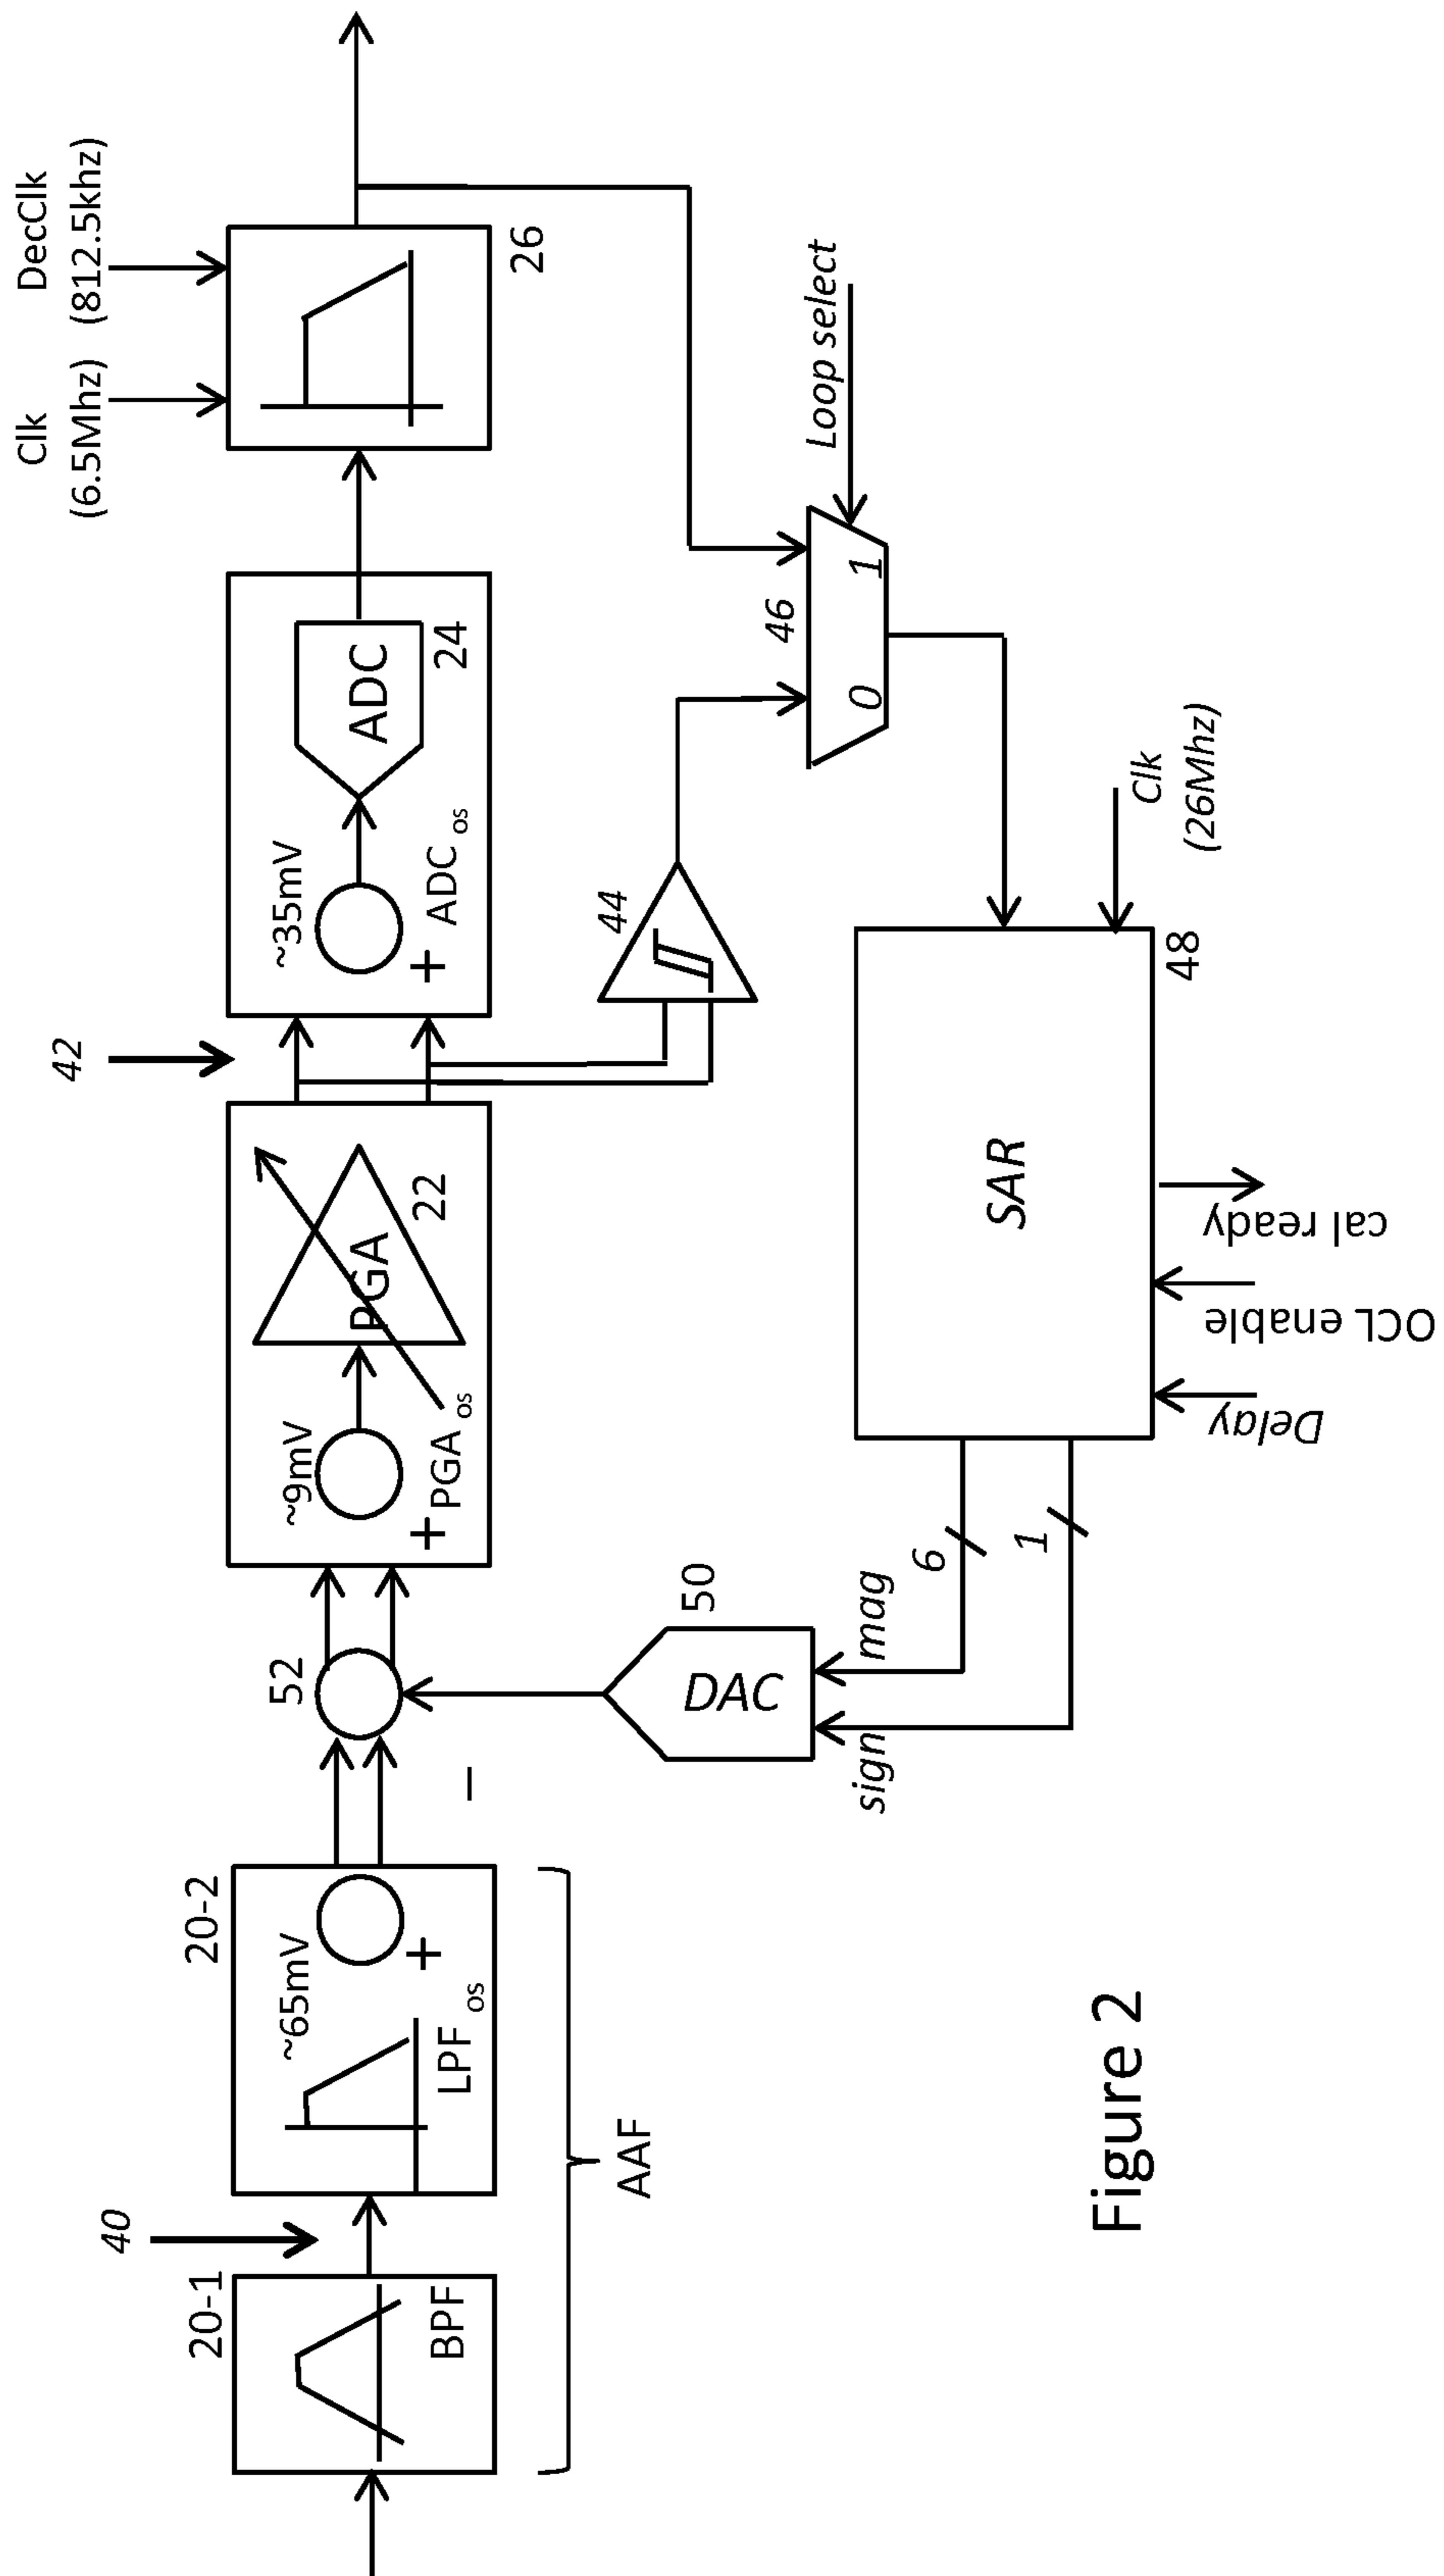 40
20-1
BPF
20-2
~65mV
+
LPF os
AAF
52
–
~9mV
+
PGA os
PGA
22
42
~35mV
+
ADC os
ADC
24
Clk
(6.5Mhz)
DecClk
(812.5khz)
26
44
46
0
1
Loop select
DAC
50
sign
mag
6
1
SAR
48
Clk
(26Mhz)
Delay
OCL enable
cal ready
Figure 2